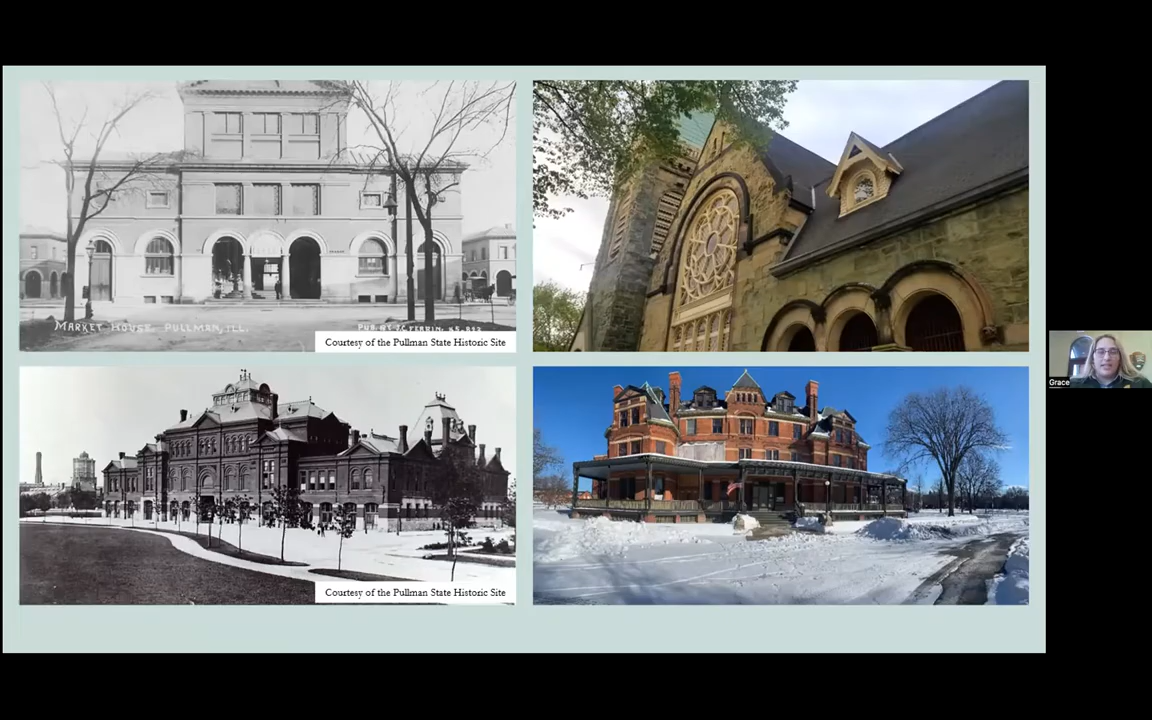 MARKET HOUSE. PULLMAN, ILL.
Courtesy of the Pullman State Historic Site
Courtesy of the Pullman State Historic Site
Grace